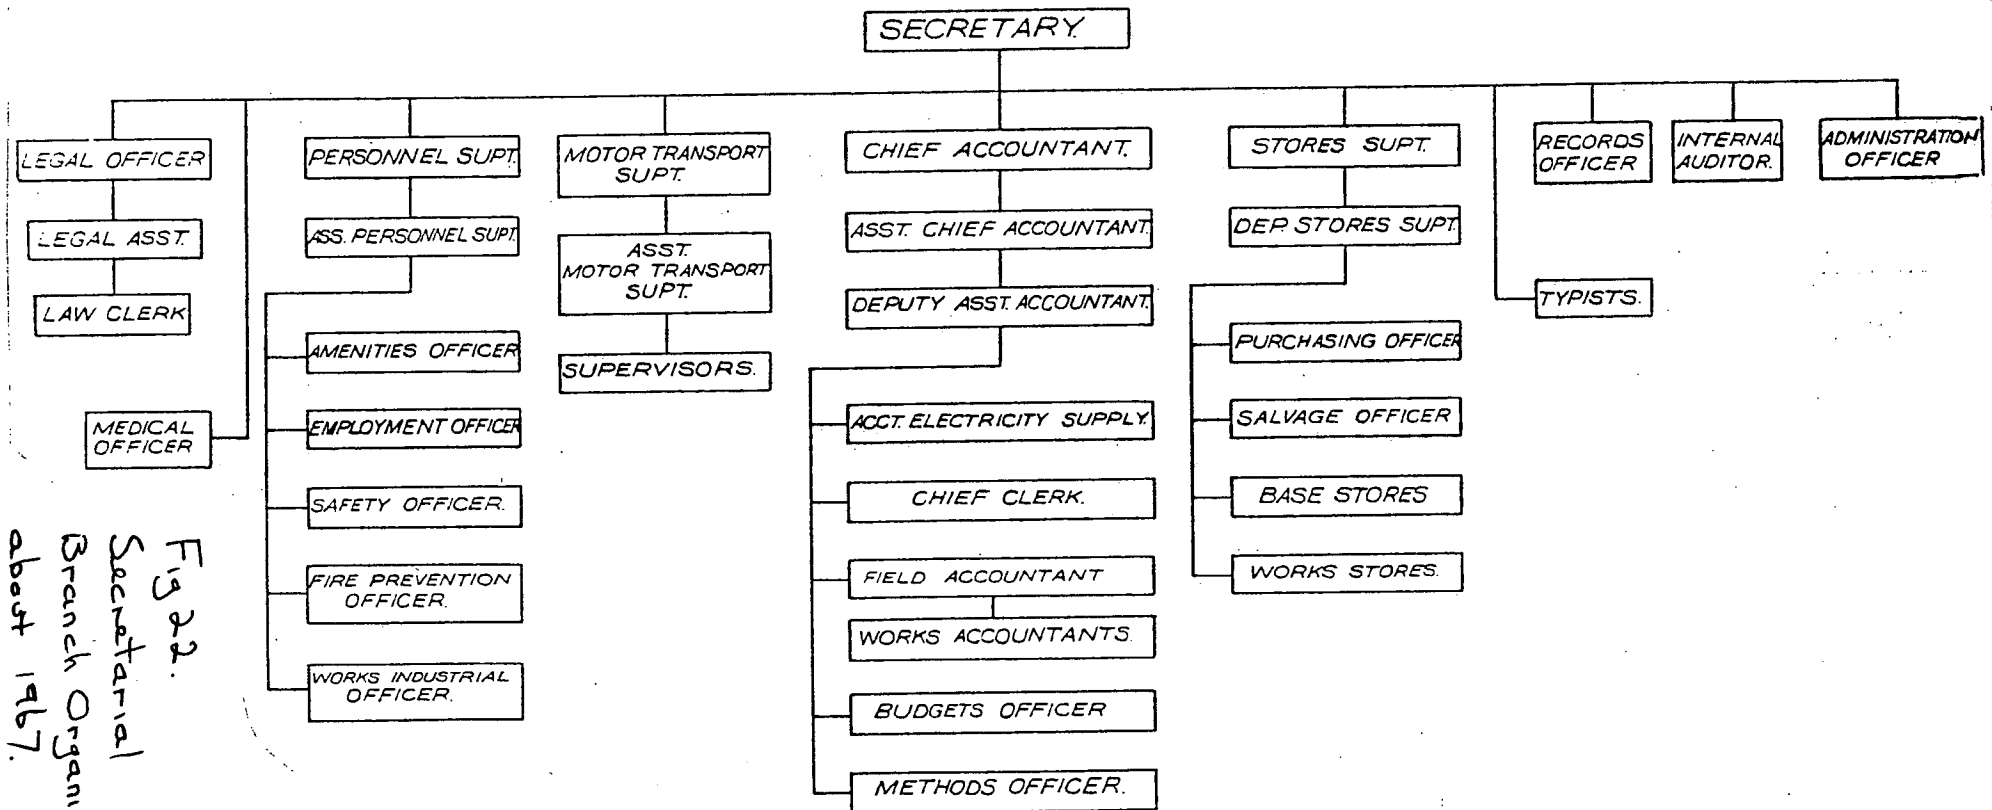 SECRETARY.
LEGAL OFFICER
LEGAL ASST.
LAW CLERK
MEDICAL
OFFICER
PERSONNEL SUPT.
ASS. PERSONNEL SUPT.
AMENITIES OFFICER
EMPLOYMENT OFFICER
SAFETY OFFICER.
FIRE PREVENTION
OFFICER.
WORKS INDUSTRIAL
OFFICER.
MOTOR TRANSPORT
SUPT.
ASST.
MOTOR TRANSPORT
SUPT.
SUPERVISORS.
CHIEF ACCOUNTANT.
ASST. CHIEF ACCOUNTANT.
DEPUTY ASST. ACCOUNTANT.
ACCT. ELECTRICITY SUPPLY.
CHIEF CLERK.
FIELD ACCOUNTANT
WORKS ACCOUNTANTS.
BUDGETS OFFICER
METHODS OFFICER.
STORES SUPT.
DEP. STORES SUPT.
PURCHASING OFFICER
SALVAGE OFFICER
BASE STORES
WORKS STORES.
TYPISTS.
RECORDS
OFFICER
INTERNAL
AUDITOR.
ADMINISTRATION
OFFICER
Fig 22.
Secretarial
Branch
about 1967.